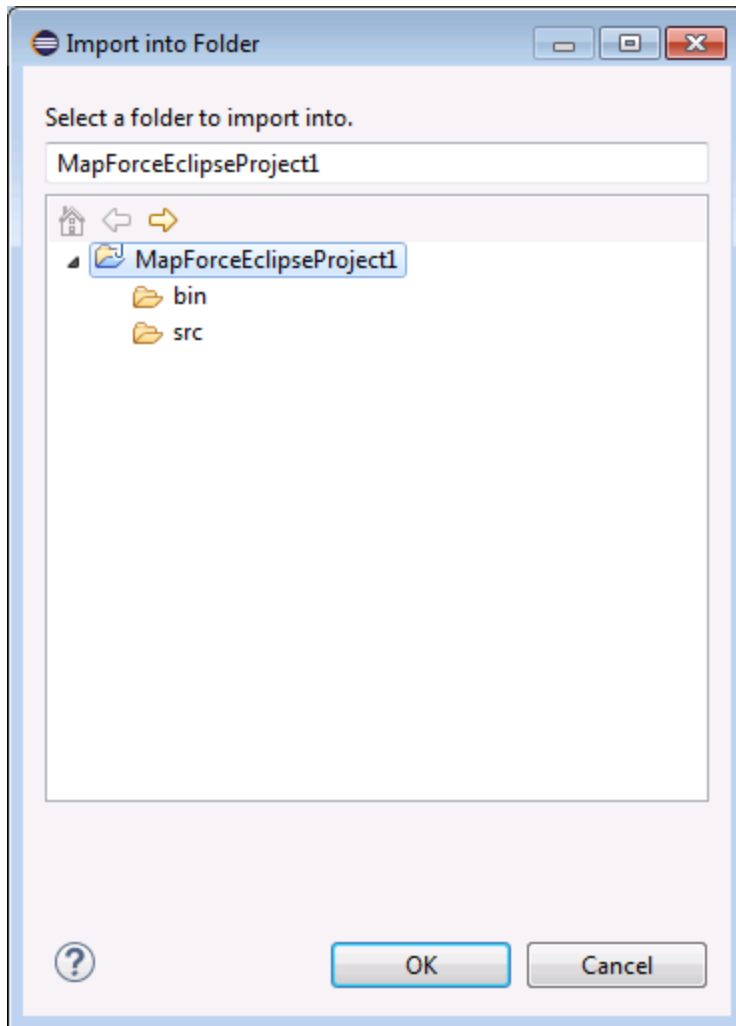 Import into Folder
Select a folder to import into.
MapForceEclipseProject1
MapForceEclipseProject1
bin
src
?
OK Cancel